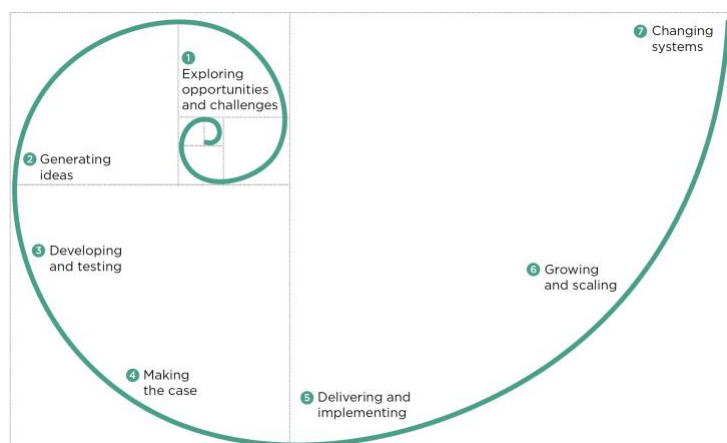 1 Exploring
opportunities
and challenges
2 Generating
ideas
3 Developing
and testing
4 Making
the case
5 Delivering and
implementing
6 Growing
and scaling
7 Changing
systems